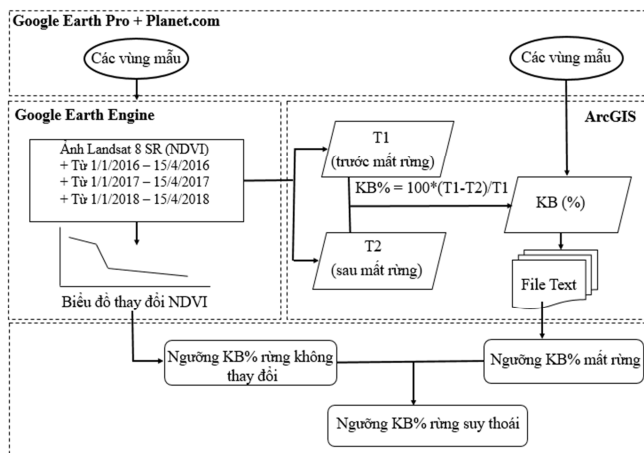 Google Earth Pro + Planet.com
Các vùng mẫu
Các vùng mẫu
Google Earth Engine
ArcGIS
Ảnh Landsat 8 SR (NDVI)
+ Từ 1/1/2016 – 15/4/2016
+ Từ 1/1/2017 – 15/4/2017
+ Từ 1/1/2018 – 15/4/2018
T1
(trước mất rừng)
KB% = 100*(T1-T2)/T1
KB (%)
T2
(sau mất rừng)
File Text
Biểu đồ thay đổi NDVI
Ngưỡng KB% rừng không
thay đổi
Ngưỡng KB% mất rừng
Ngưỡng KB% rừng suy thoái